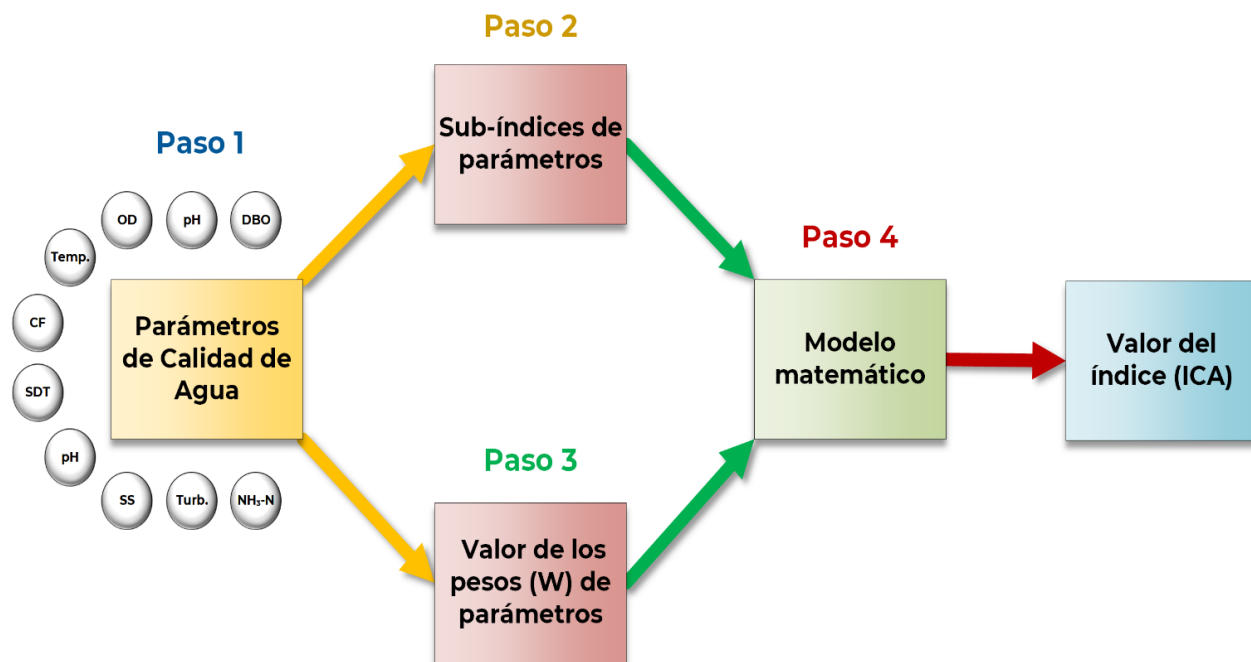 Paso 1
OD
pH
DBO
Temp.
CF
SDT
pH
SS
Turb.
NH₃-N
Parámetros
de Calidad de
Agua
Paso 2
Sub-índices de
parámetros
Paso 3
Valor de los
pesos (W) de
parámetros
Paso 4
Modelo
matemático
Valor del
índice (ICA)